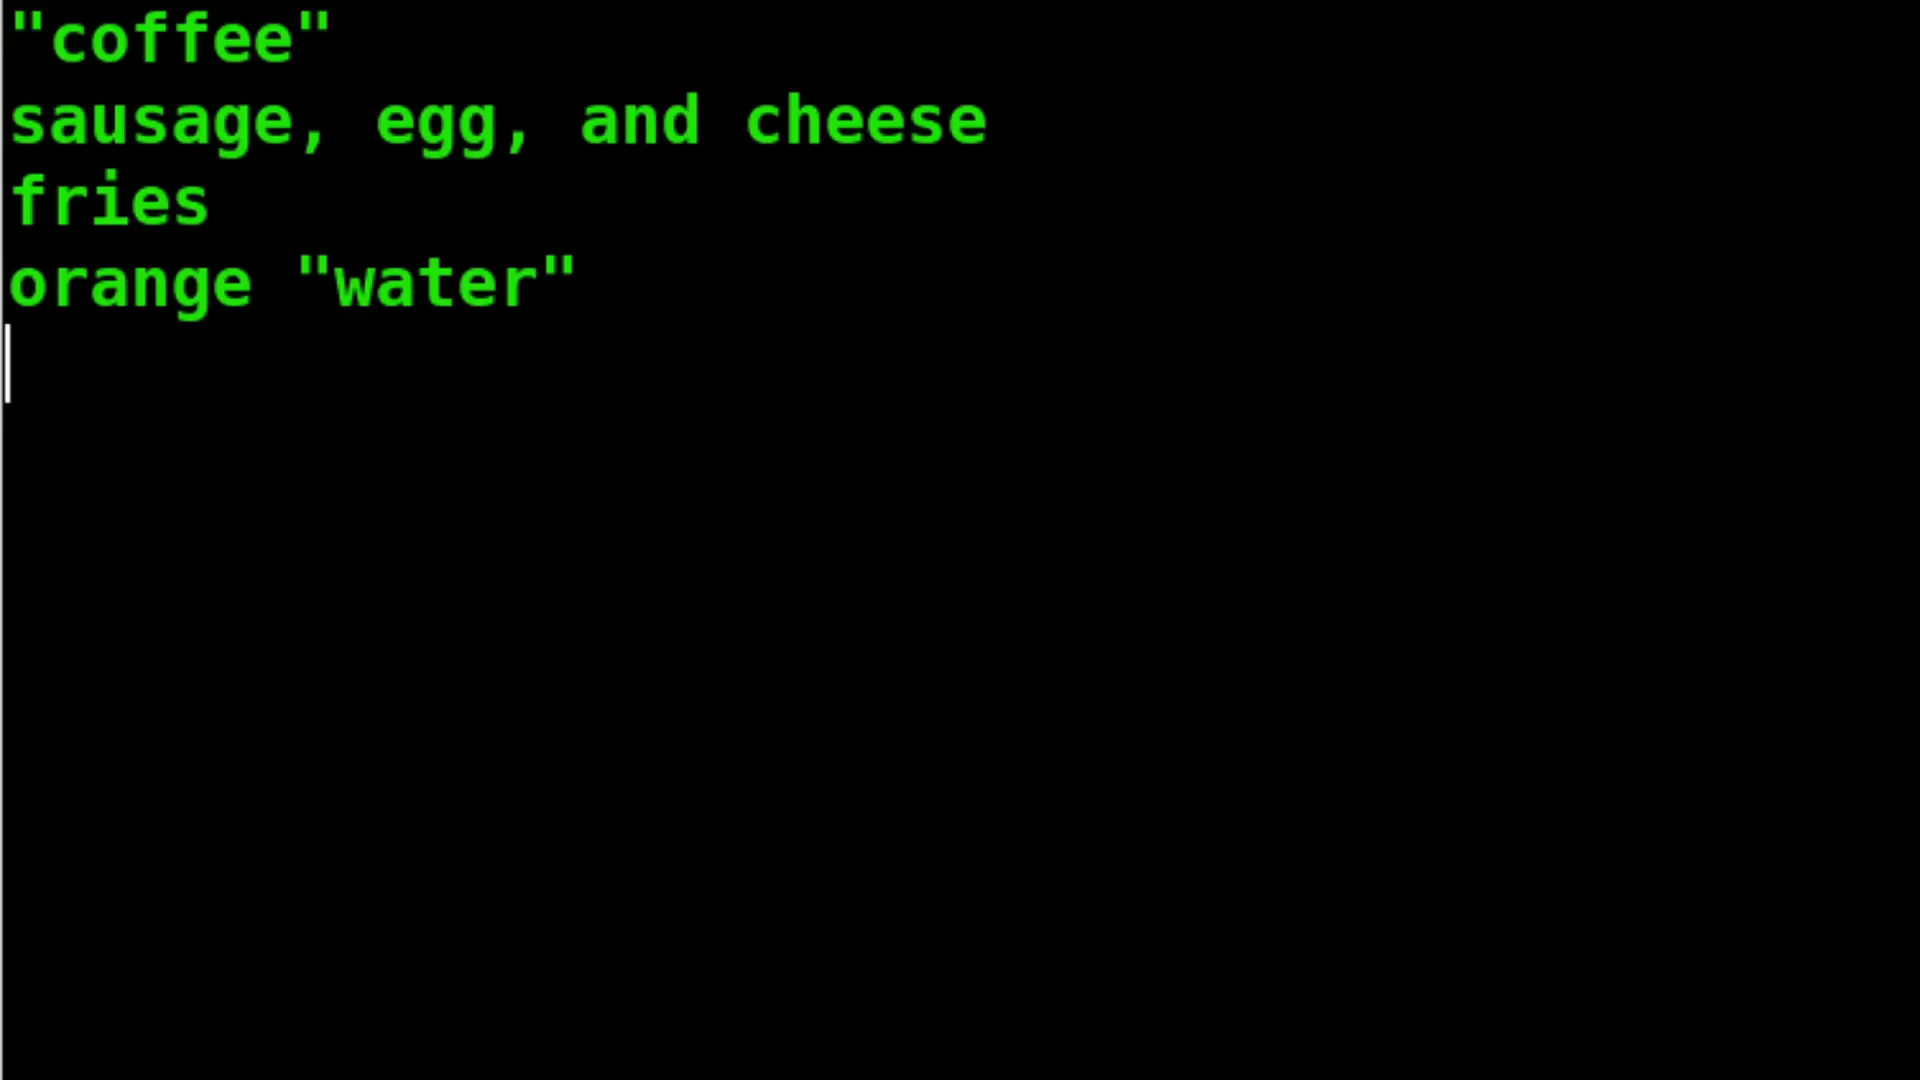 "coffee"
sausage, egg, and cheese
fries
orange "water"